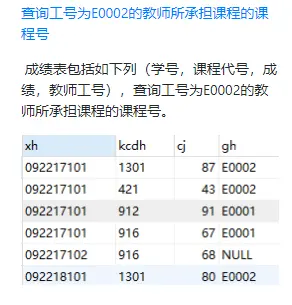 查询工号为E0002的教师所承担课程的课
程号
成绩表包括如下列（学号，课程代号，成
绩，教师工号），查询工号为E0002的教
师所承担课程的课程号。
xh kcdh cj gh
092217101 1301 87 E0002
092217101 421 43 E0002
092217101 912 91 E0001
092217101 916 67 E0001
092217102 916 68 NULL
092218101 1301 80 E0002